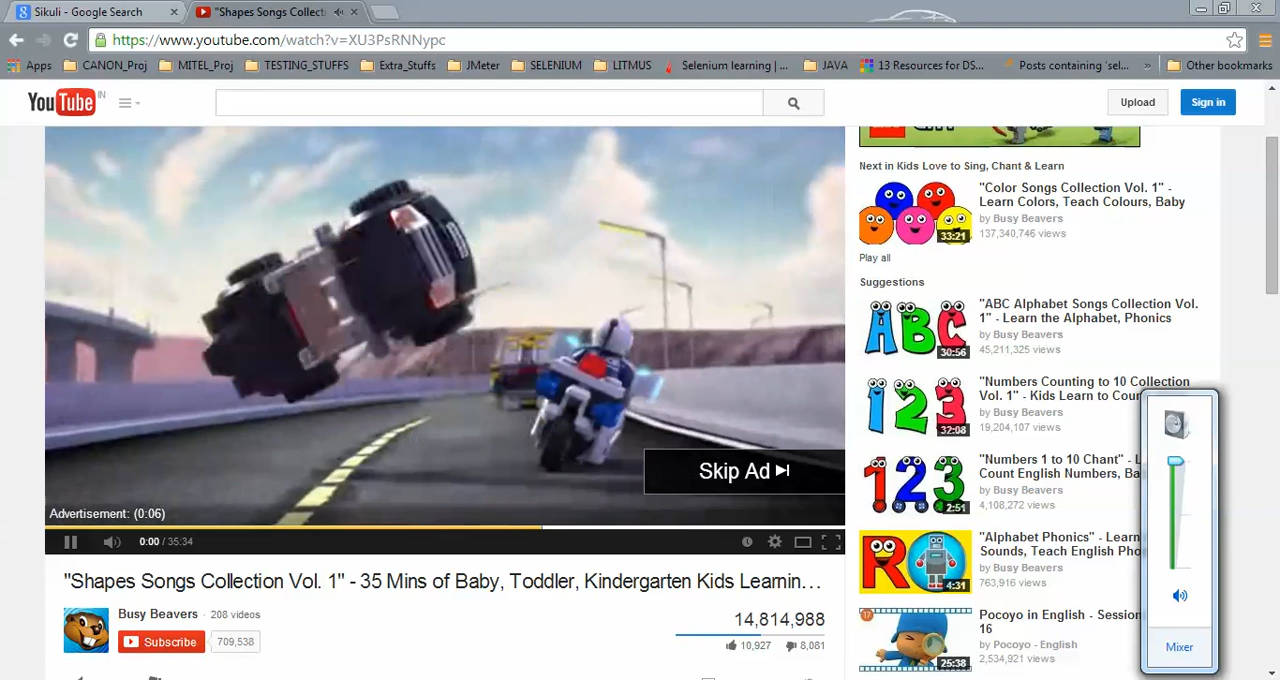 Sikuli - Google Search
"Shapes Songs Collecti
https://www.youtube.com/watch?v=XU3PsRNNypc
Apps CANON_Proj MITEL_Proj TESTING_STUFFS Extra_Stuffs JMeter SELENIUM LITMUS Selenium learning | ... JAVA 13 Resources for DS... Posts containing 'sel... » Other bookmarks
YouTube IN
Upload
Sign in
Skip Ad
Advertisement: (0:06)
0:00 / 35:34
"Shapes Songs Collection Vol. 1" - 35 Mins of Baby, Toddler, Kindergarten Kids Learnin...
Busy Beavers · 208 videos
Subscribe 709,538
14,814,988
10,927 8,081
Next in Kids Love to Sing, Chant & Learn
33:21
"Color Songs Collection Vol. 1" -
Learn Colors, Teach Colours, Baby
by Busy Beavers
137,340,746 views
Play all
Suggestions
ABC
30:56
"ABC Alphabet Songs Collection Vol.
1" - Learn the Alphabet, Phonics
by Busy Beavers
45,211,325 views
123
32:08
"Numbers Counting to 10 Collection
Vol. 1" - Kids Learn to Coun
by Busy Beavers
19,204,107 views
123
2:51
"Numbers 1 to 10 Chant" - L
Count English Numbers, Ba
by Busy Beavers
4,108,272 views
R
4:31
"Alphabet Phonics" - Learn
Sounds, Teach English Pho
by Busy Beavers
763,916 views
25:38
Pocoyo in English - Session
16
by Pocoyo - English
2,534,921 views
Mixer